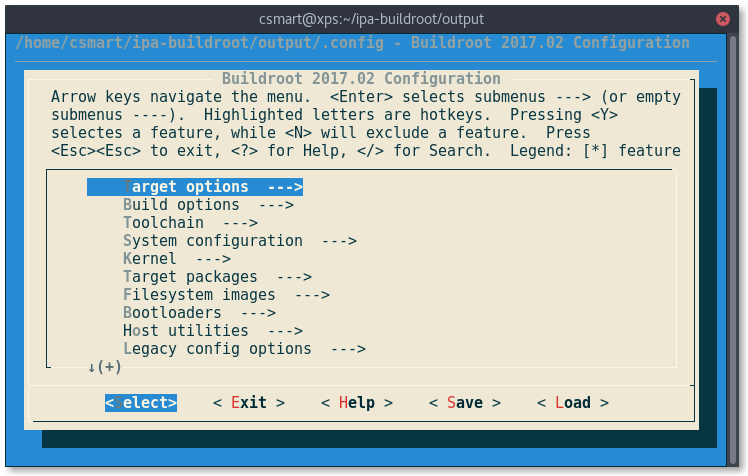 csmart@xps:~/ipa-buildroot/output
/home/csmart/ipa-buildroot/output/.config - Buildroot 2017.02 Configuration
Buildroot 2017.02 Configuration
Arrow keys navigate the menu.  <Enter> selects submenus ---> (or empty
submenus ----).  Highlighted letters are hotkeys.  Pressing <Y>
selectes a feature, while <N> will exclude a feature.  Press
<Esc><Esc> to exit, <?> for Help, </> for Search.  Legend: [*] feature
Target options  --->
Build options  --->
Toolchain  --->
System configuration  --->
Kernel  --->
Target packages  --->
Filesystem images  --->
Bootloaders  --->
Host utilities  --->
Legacy config options  --->
↓(+)
<Select>    < Exit >    < Help >    < Save >    < Load >